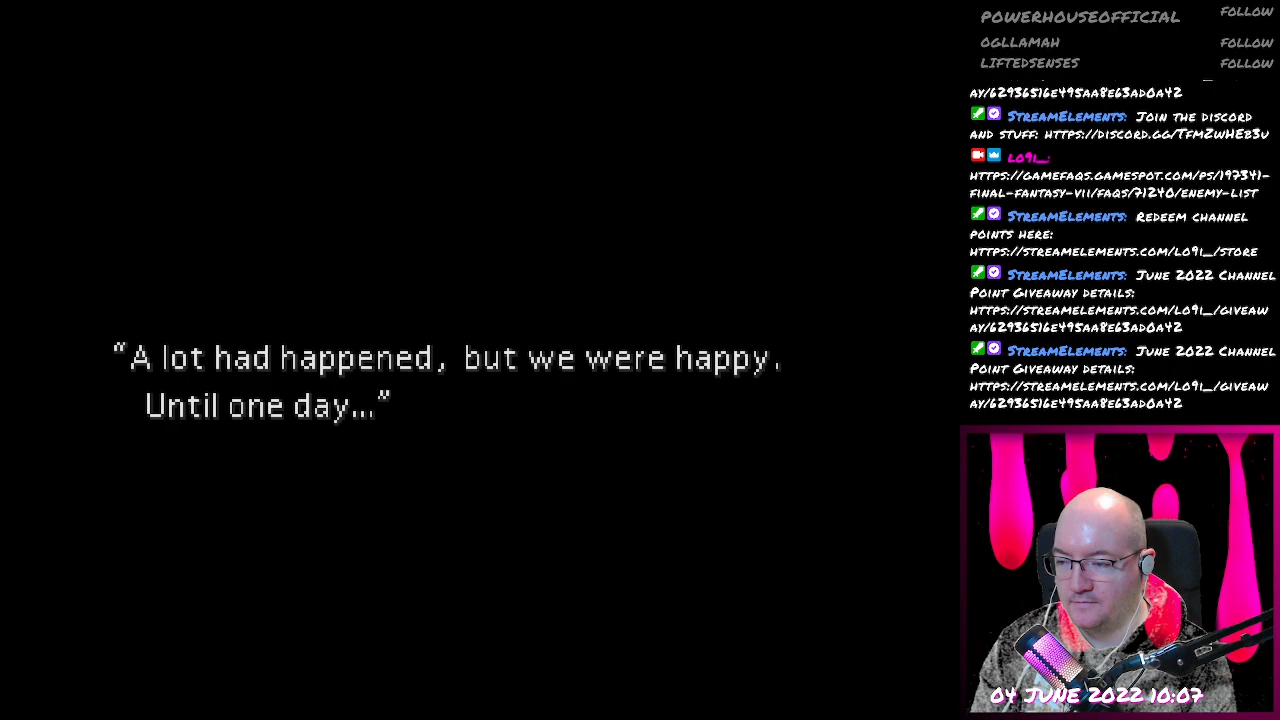 “A lot had happened, but we were happy.
Until one day...”
POWERHOUSEOFFICIAL FOLLOW
OGLLAMAH FOLLOW
LIFTEDSENSES FOLLOW
AY/62936516E495AA8E63AD0A42
STREAMELEMENTS: JOIN THE DISCORD
AND STUFF: HTTPS://DISCORD.GG/TFMZWHE83U
LO9I_:
HTTPS://GAMEFAQS.GAMESPOT.COM/PS/197341-
FINAL-FANTASY-VII/FAQS/71240/ENEMY-LIST
STREAMELEMENTS: REDEEM CHANNEL
POINTS HERE:
HTTPS://STREAMELEMENTS.COM/LO9I_/STORE
STREAMELEMENTS: JUNE 2022 CHANNEL
POINT GIVEAWAY DETAILS:
HTTPS://STREAMELEMENTS.COM/LO9I_/GIVEAW
AY/62936516E495AA8E63AD0A42
STREAMELEMENTS: JUNE 2022 CHANNEL
POINT GIVEAWAY DETAILS:
HTTPS://STREAMELEMENTS.COM/LO9I_/GIVEAW
AY/62936516E495AA8E63AD0A42
04 JUNE 2022 10:07